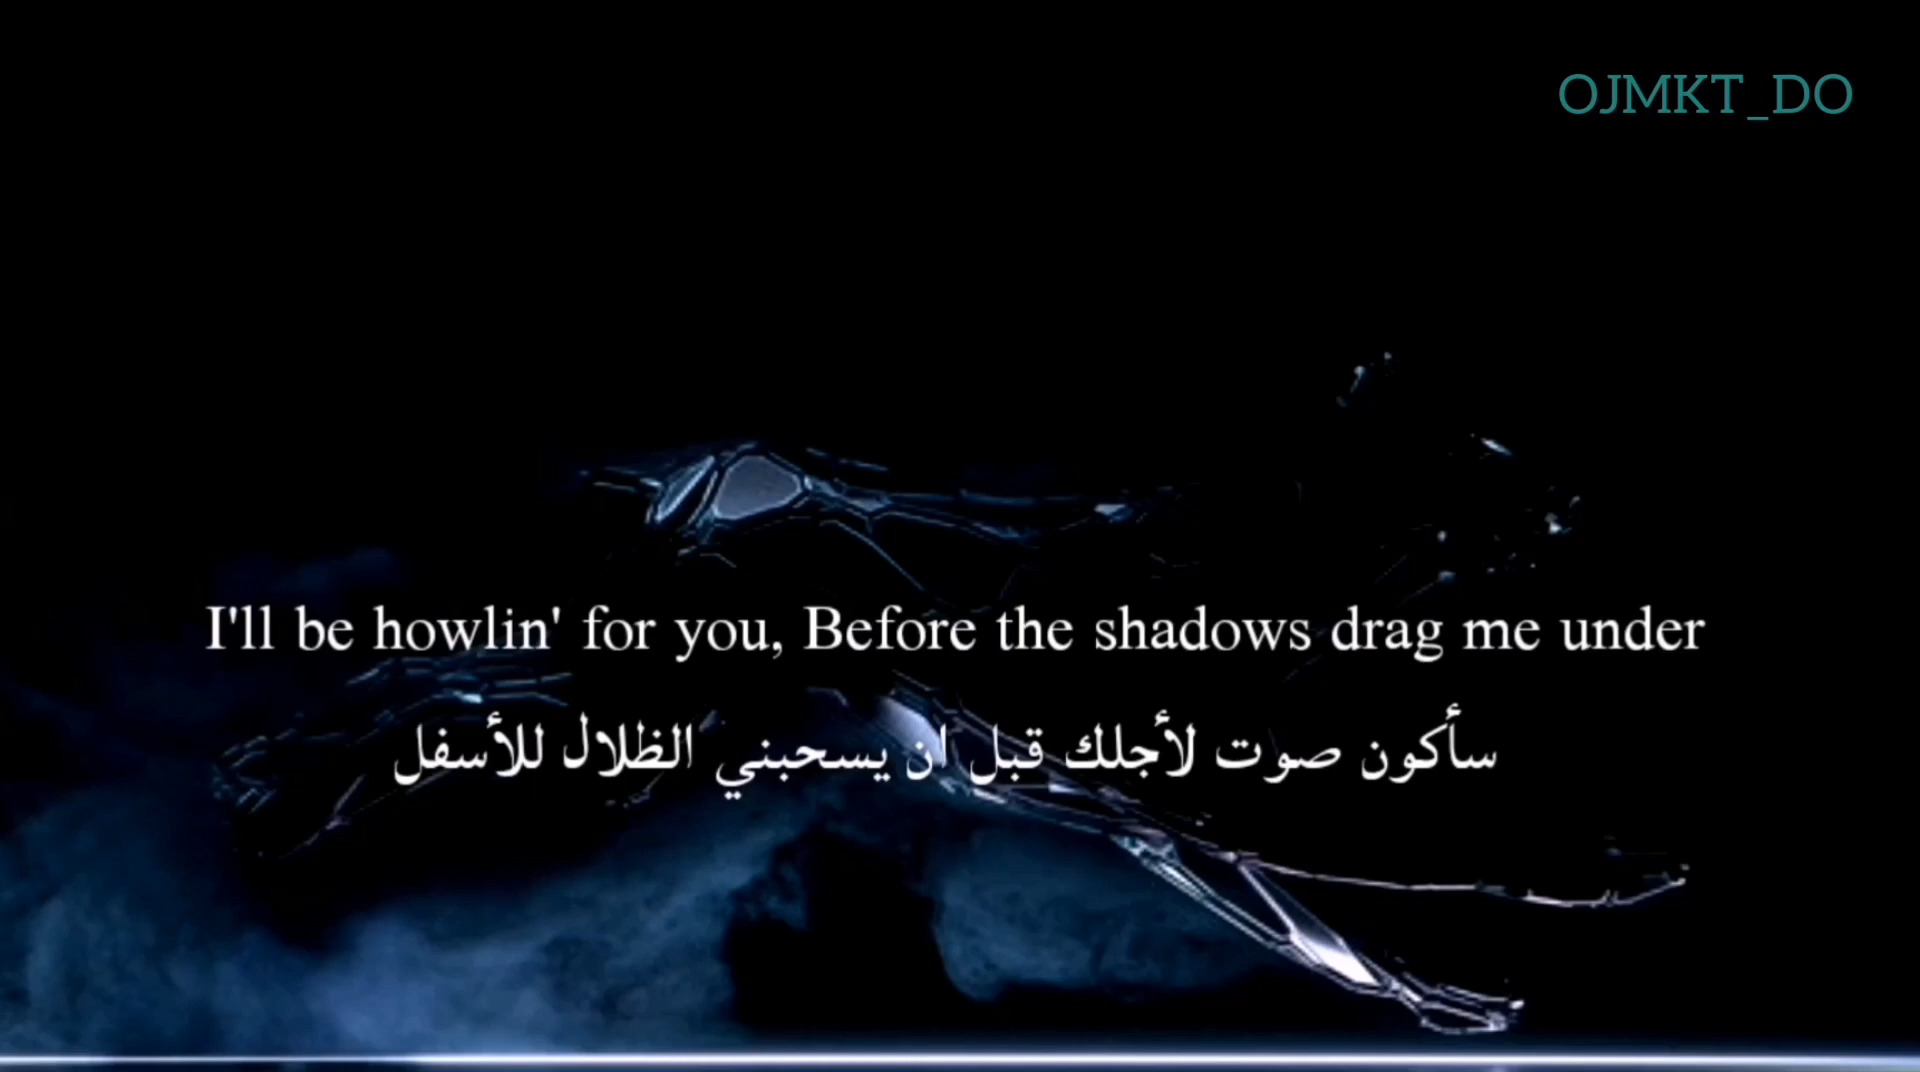 OJMKT_DO
I'll be howlin' for you, Before the shadows drag me under
سأكون صوت لأجلك قبل ان يسحبني الظلال للأسفل